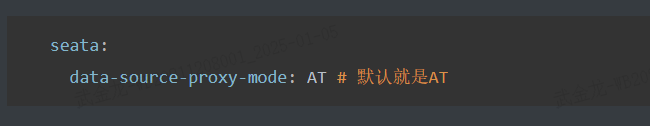 seata:
  data-source-proxy-mode: AT # 默认就是AT